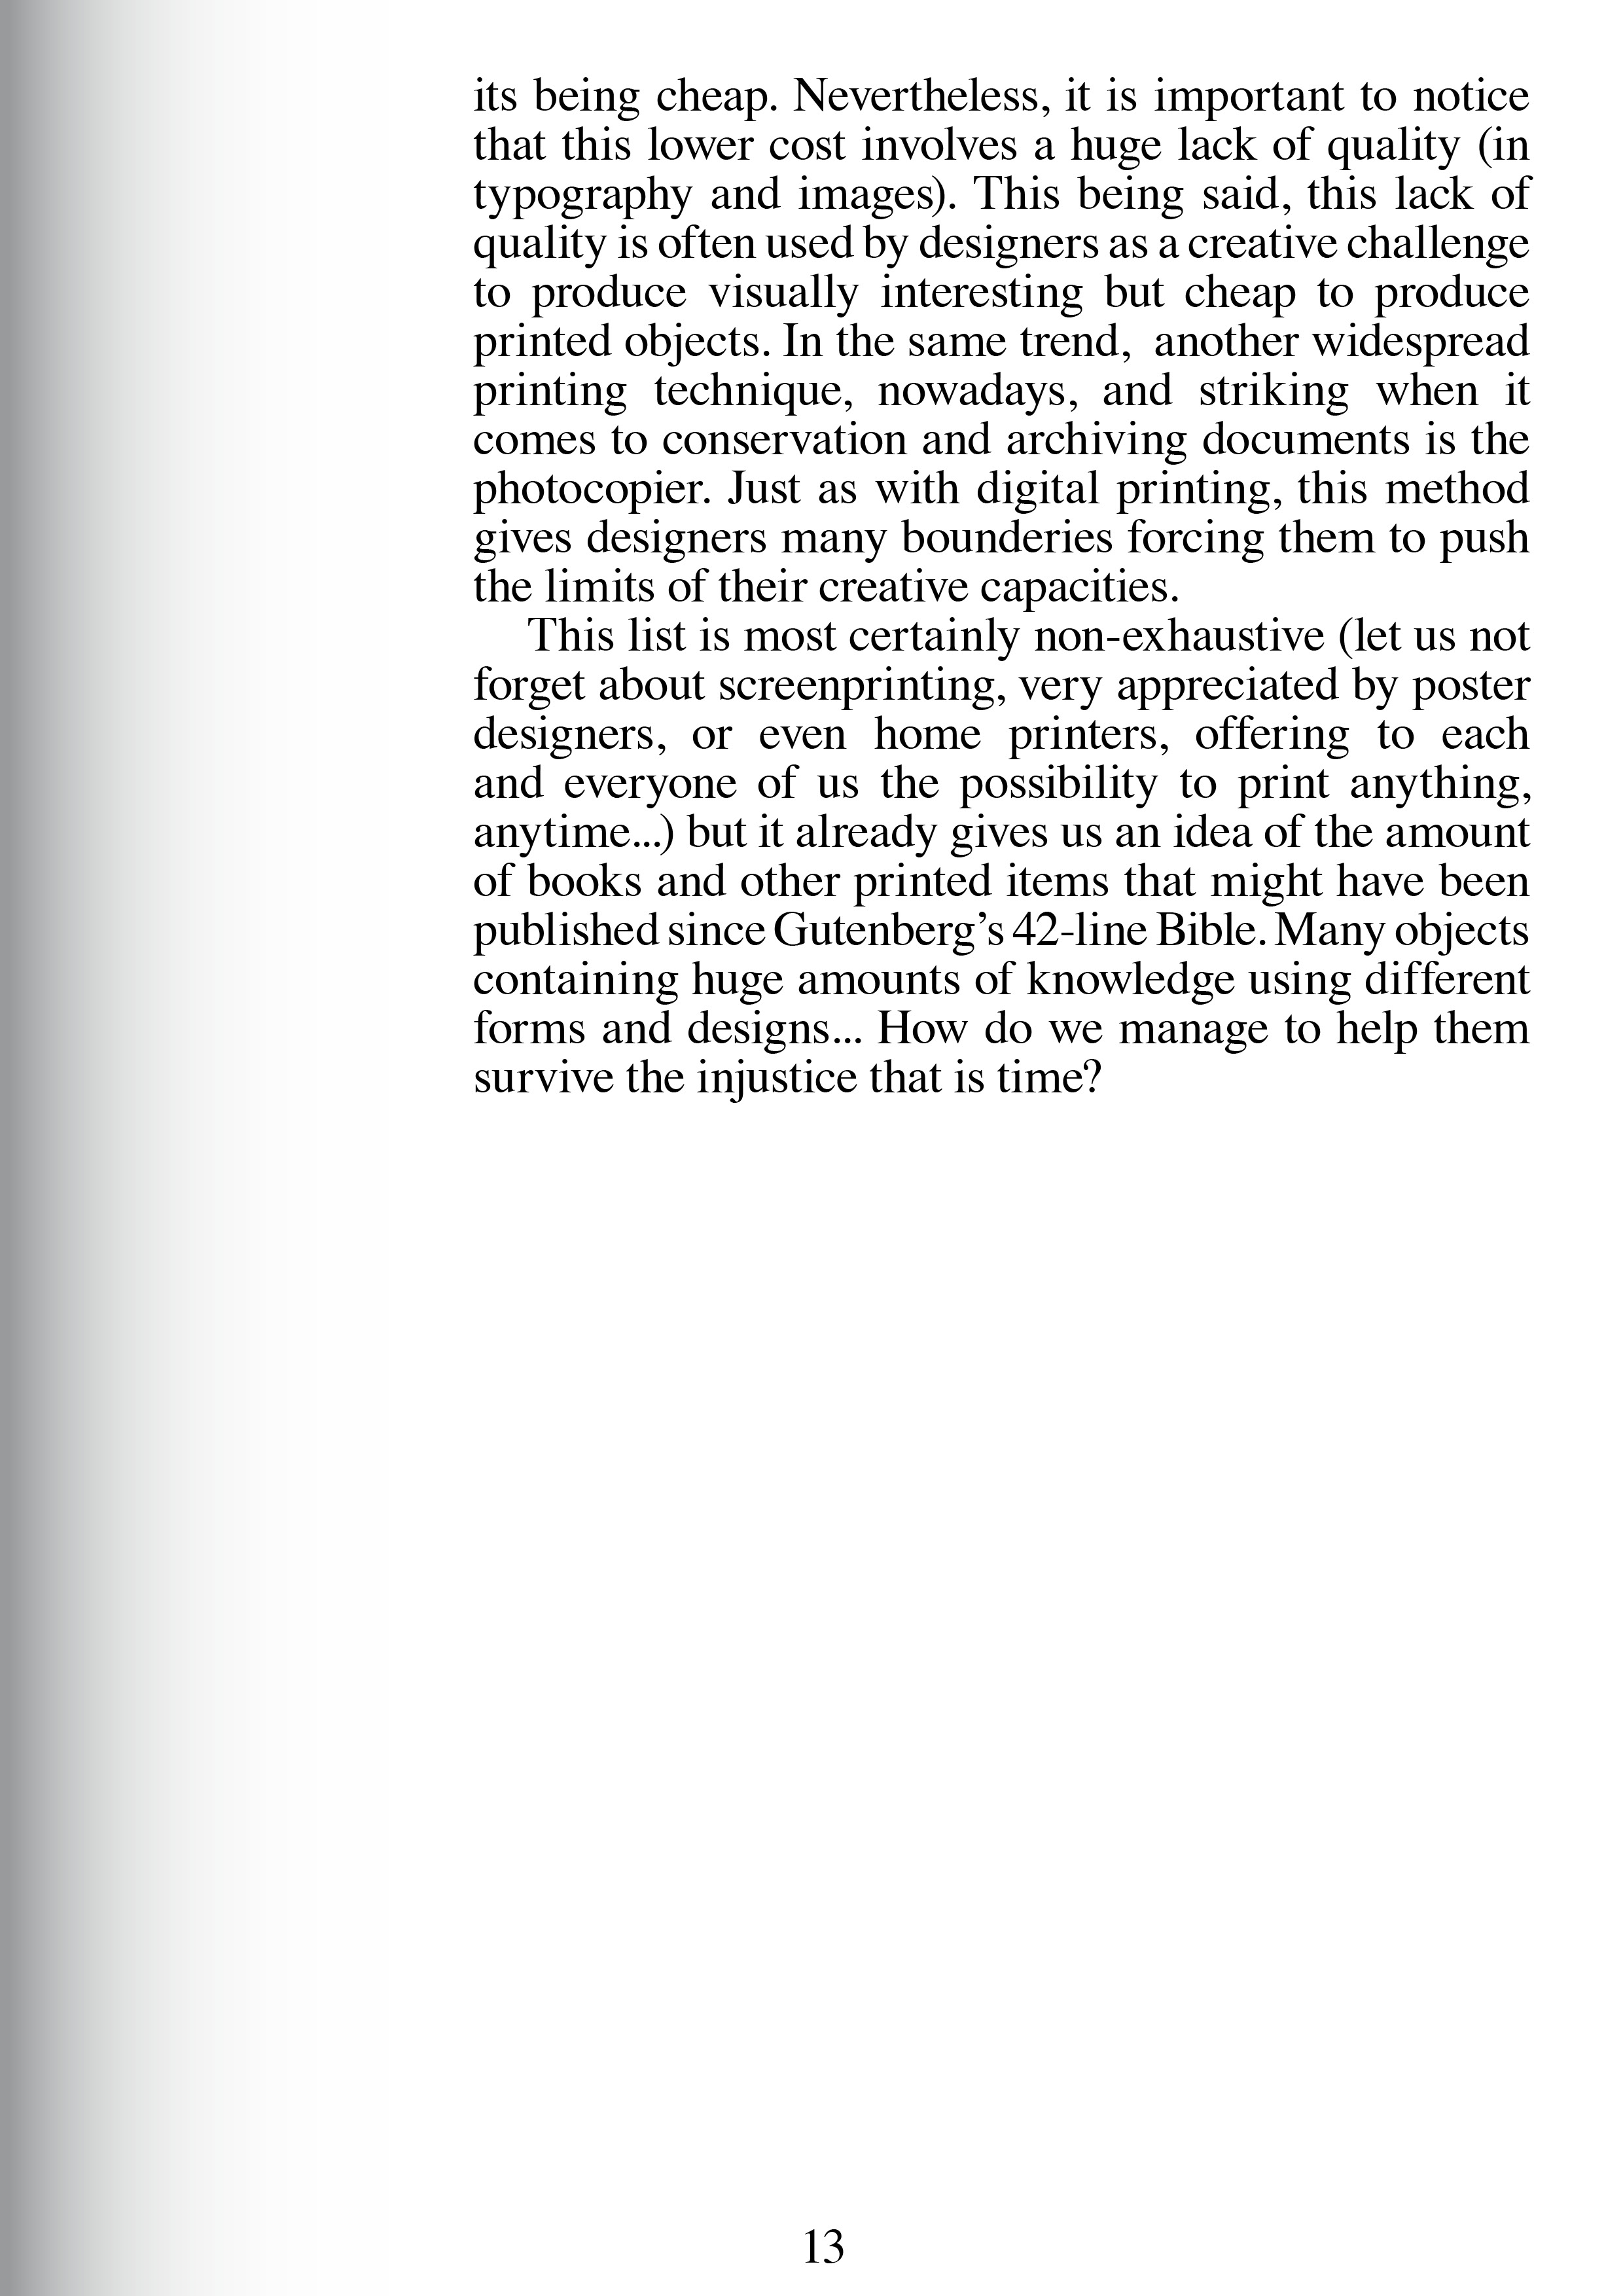 its being cheap. Nevertheless, it is important to notice
that this lower cost involves a huge lack of quality (in
typography and images). This being said, this lack of
quality is often used by designers as a creative challenge
to produce visually interesting but cheap to produce
printed objects. In the same trend,  another widespread
printing technique, nowadays, and striking when it
comes to conservation and archiving documents is the
photocopier. Just as with digital printing, this method
gives designers many bounderies forcing them to push
the limits of their creative capacities.
This list is most certainly non-exhaustive (let us not
forget about screenprinting, very appreciated by poster
designers, or even home printers, offering to each
and everyone of us the possibility to print anything,
anytime...) but it already gives us an idea of the amount
of books and other printed items that might have been
published since Gutenberg’s 42-line Bible. Many objects
containing huge amounts of knowledge using different
forms and designs... How do we manage to help them
survive the injustice that is time?
13